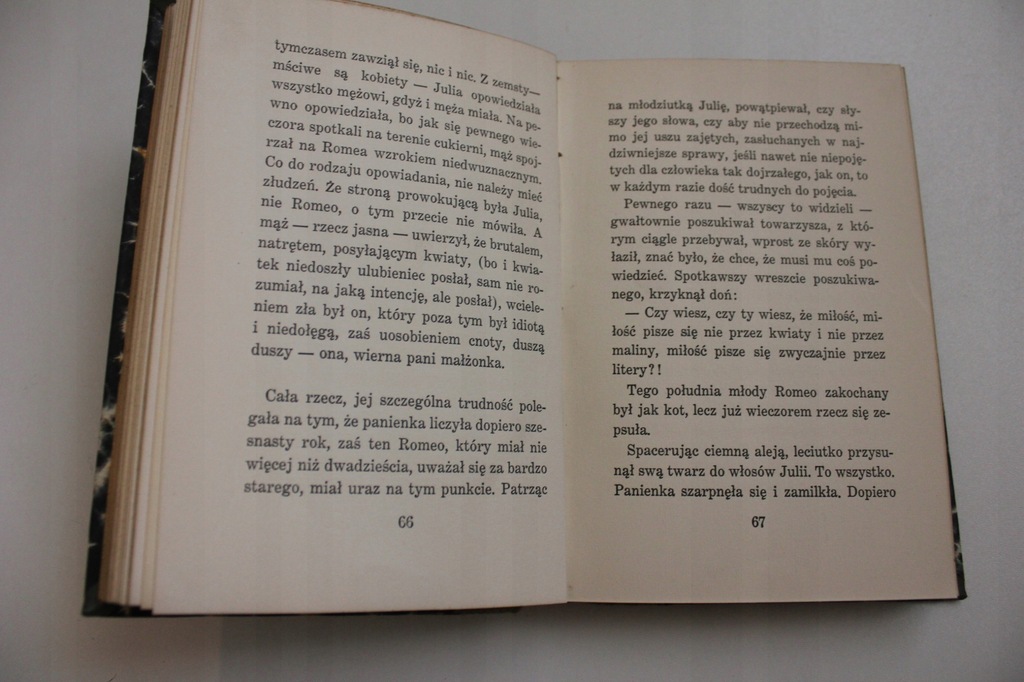 tymczasem zawziął się, nic i nic. Z zemsty—
mściwe są kobiety — Julia opowiedziała
wszystko mężowi, gdyż i męża miała. Na pe-
wno opowiedziała, bo jak się pewnego wie-
czora spotkali na terenie cukierni, mąż spoj-
rzał na Romea wzrokiem niedwuznacznym.
Co do rodzaju opowiadania, nie należy mieć
złudzeń. Że stroną prowokującą była Julia,
nie Romeo, o tym przecie nie mówiła. A
mąż — rzecz jasna — uwierzył, że brutalem,
natrętem, posyłającym kwiaty, (bo i kwia-
tek niedoszły ulubieniec posłał, sam nie ro-
zumiał, na jaką intencję, ale posłał), wciele-
niem zła był on, który poza tym był idiotą
i niedołęgą, zaś uosobieniem cnoty, duszą
duszy — ona, wierna pani małżonka.
Cała rzecz, jej szczególna trudność pole-
gała na tym, że panienka liczyła dopiero sze-
snasty rok, zaś ten Romeo, który miał nie
więcej niż dwadzieścia, uważał się za bardzo
starego, miał uraz na tym punkcie. Patrząc
66
na młodziutką Julię, powątpiewał, czy sły-
szy jego słowa, czy aby nie przechodzą mi-
mo jej uszu zajętych, zasłuchanych w naj-
dziwniejsze sprawy, jeśli nawet nie niepoję-
tych dla człowieka tak dojrzałego, jak on, to
w każdym razie dość trudnych do pojęcia.
Pewnego razu — wszyscy to widzieli —
gwałtownie poszukiwał towarzysza, z któ-
rym ciągle przebywał, wprost ze skóry wy-
łaził, znać było, że chce, że musi mu coś po-
wiedzieć. Spotkawszy wreszcie poszukiwa-
nego, krzyknął doń:
— Czy wiesz, czy ty wiesz, że miłość, mi-
łość pisze się nie przez kwiaty i nie przez
maliny, miłość pisze się zwyczajnie przez
litery?!
Tego południa młody Romeo zakochany
był jak kot, lecz już wieczorem rzecz się ze-
psuła.
Spacerując ciemną aleją, leciutko przysu-
nął swą twarz do włosów Julii. To wszystko.
Panienka szarpnęła się i zamilkła. Dopiero
67